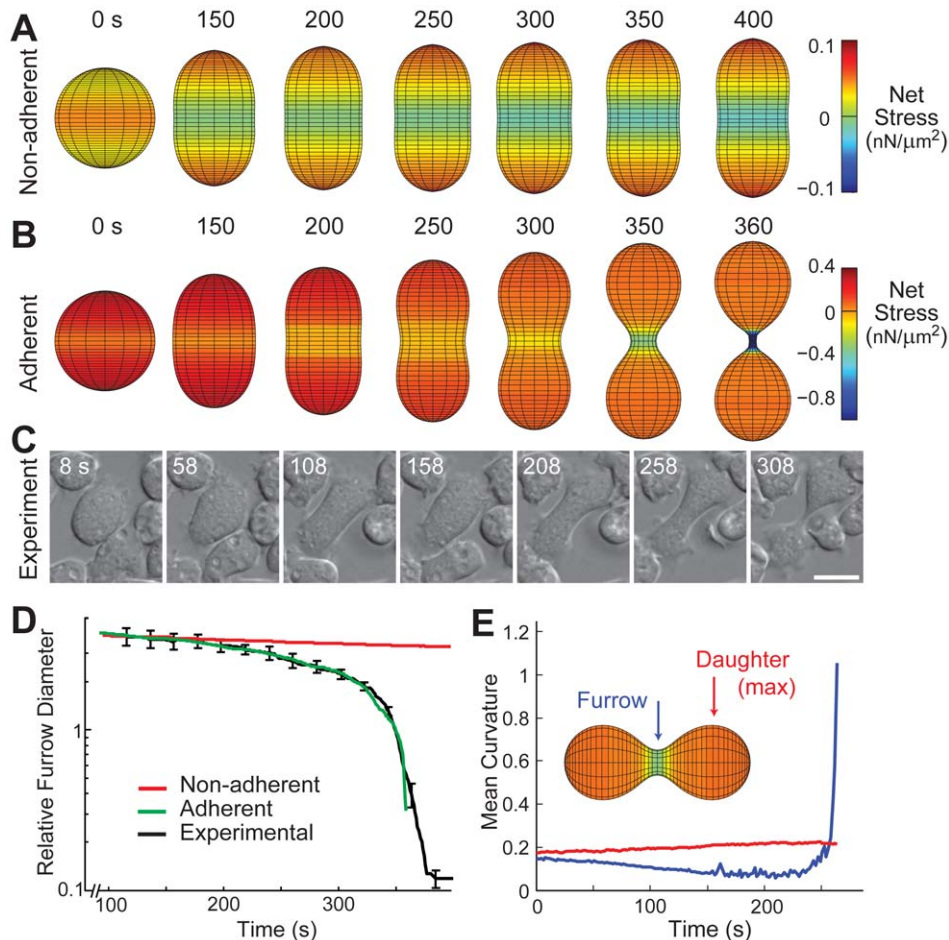 A
0 s 150 200 250 300 350 400
Non-adherent
0.1
0
−0.1
Net
Stress
(nN/μm²)
B
0 s 150 200 250 300 350 360
Adherent
0.4
0
−0.4
−0.8
Net
Stress
(nN/μm²)
C
Experiment
8 s 58 108 158 208 258 308
D
Relative Furrow Diameter
1
0.1
Non-adherent
Adherent
Experimental
100 200 300
Time (s)
E
Mean Curvature
1.2
1
0.8
0.6
0.4
0.2
0
Daughter
(max)
Furrow
0 100 200
Time (s)